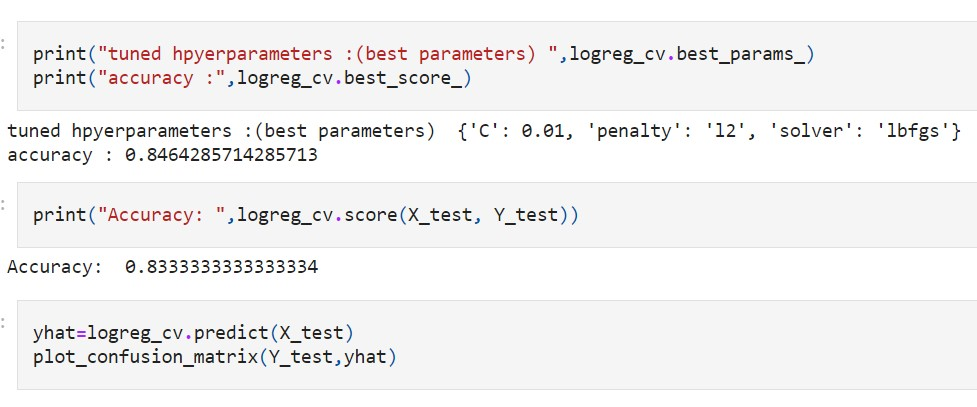 print("tuned hpyerparameters :(best parameters) ",logreg_cv.best_params_)
print("accuracy :",logreg_cv.best_score_)
tuned hpyerparameters :(best parameters)  {'C': 0.01, 'penalty': 'l2', 'solver': 'lbfgs'}
accuracy : 0.8464285714285713
print("Accuracy: ",logreg_cv.score(X_test, Y_test))
Accuracy:  0.8333333333333334
yhat=logreg_cv.predict(X_test)
plot_confusion_matrix(Y_test,yhat)